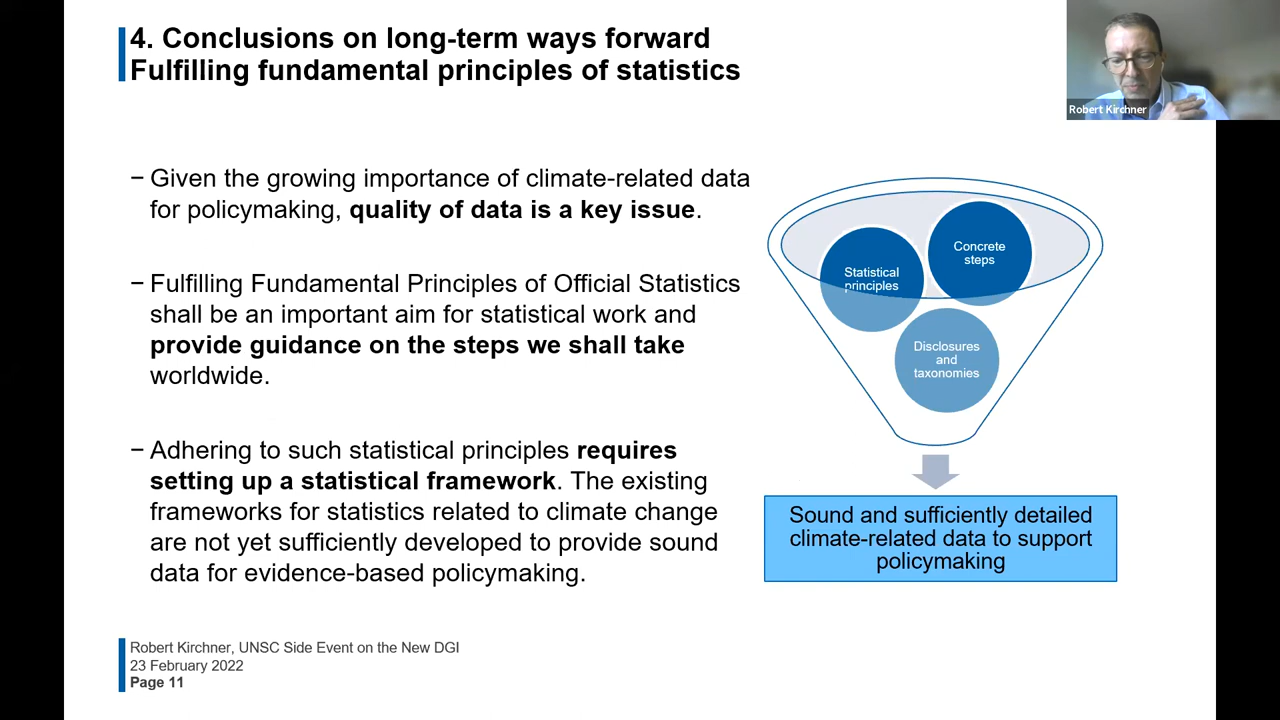 4. Conclusions on long-term ways forward
Fulfilling fundamental principles of statistics
Robert Kirchner
− Given the growing importance of climate-related data
for policymaking, quality of data is a key issue.
− Fulfilling Fundamental Principles of Official Statistics
shall be an important aim for statistical work and
provide guidance on the steps we shall take
worldwide.
− Adhering to such statistical principles requires
setting up a statistical framework. The existing
frameworks for statistics related to climate change
are not yet sufficiently developed to provide sound
data for evidence-based policymaking.
Concrete
steps
Statistical
principles
Disclosures
and
taxonomies
Sound and sufficiently detailed
climate-related data to support
policymaking
Robert Kirchner, UNSC Side Event on the New DGI
23 February 2022
Page 11